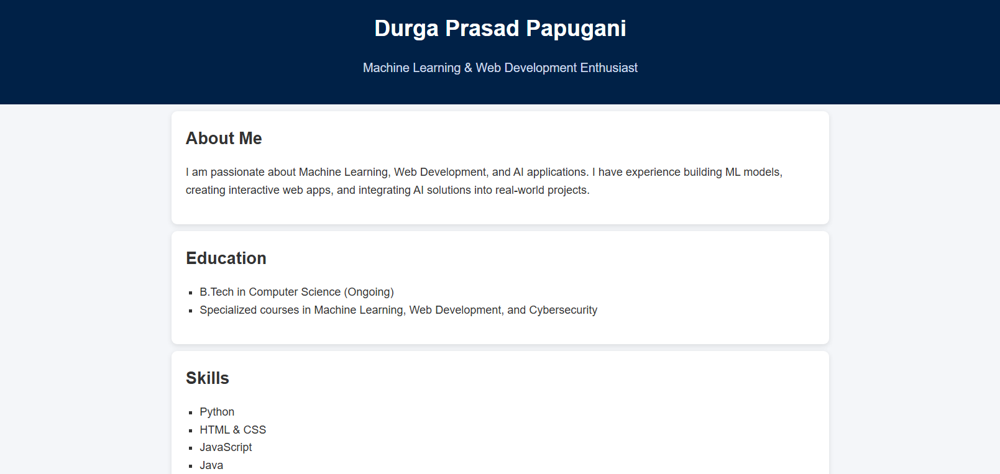 Durga Prasad Papugani
Machine Learning & Web Development Enthusiast
About Me
I am passionate about Machine Learning, Web Development, and AI applications. I have experience building ML models,
creating interactive web apps, and integrating AI solutions into real-world projects.
Education
B.Tech in Computer Science (Ongoing)
Specialized courses in Machine Learning, Web Development, and Cybersecurity
Skills
Python
HTML & CSS
JavaScript
Java